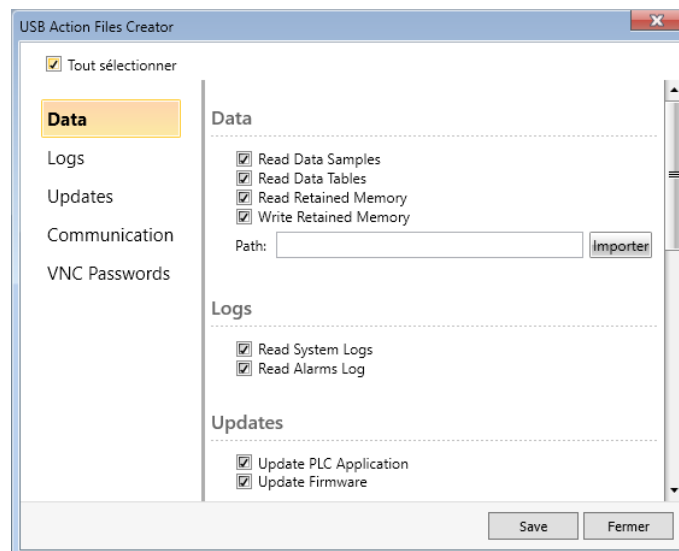 USB Action Files Creator
Tout sélectionner
Data
Logs
Updates
Communication
VNC Passwords
Data
Read Data Samples
Read Data Tables
Read Retained Memory
Write Retained Memory
Path:
Importer
Logs
Read System Logs
Read Alarms Log
Updates
Update PLC Application
Update Firmware
Save
Fermer